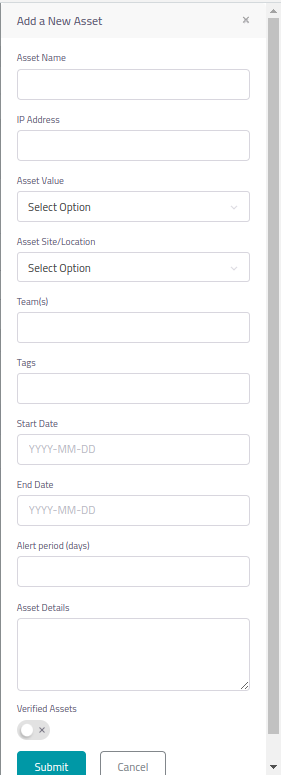 Add a New Asset ×
Asset Name
IP Address
Asset Value
Select Option
Asset Site/Location
Select Option
Team(s)
Tags
Start Date
YYYY-MM-DD
End Date
YYYY-MM-DD
Alert period (days)
Asset Details
Verified Assets
Submit Cancel